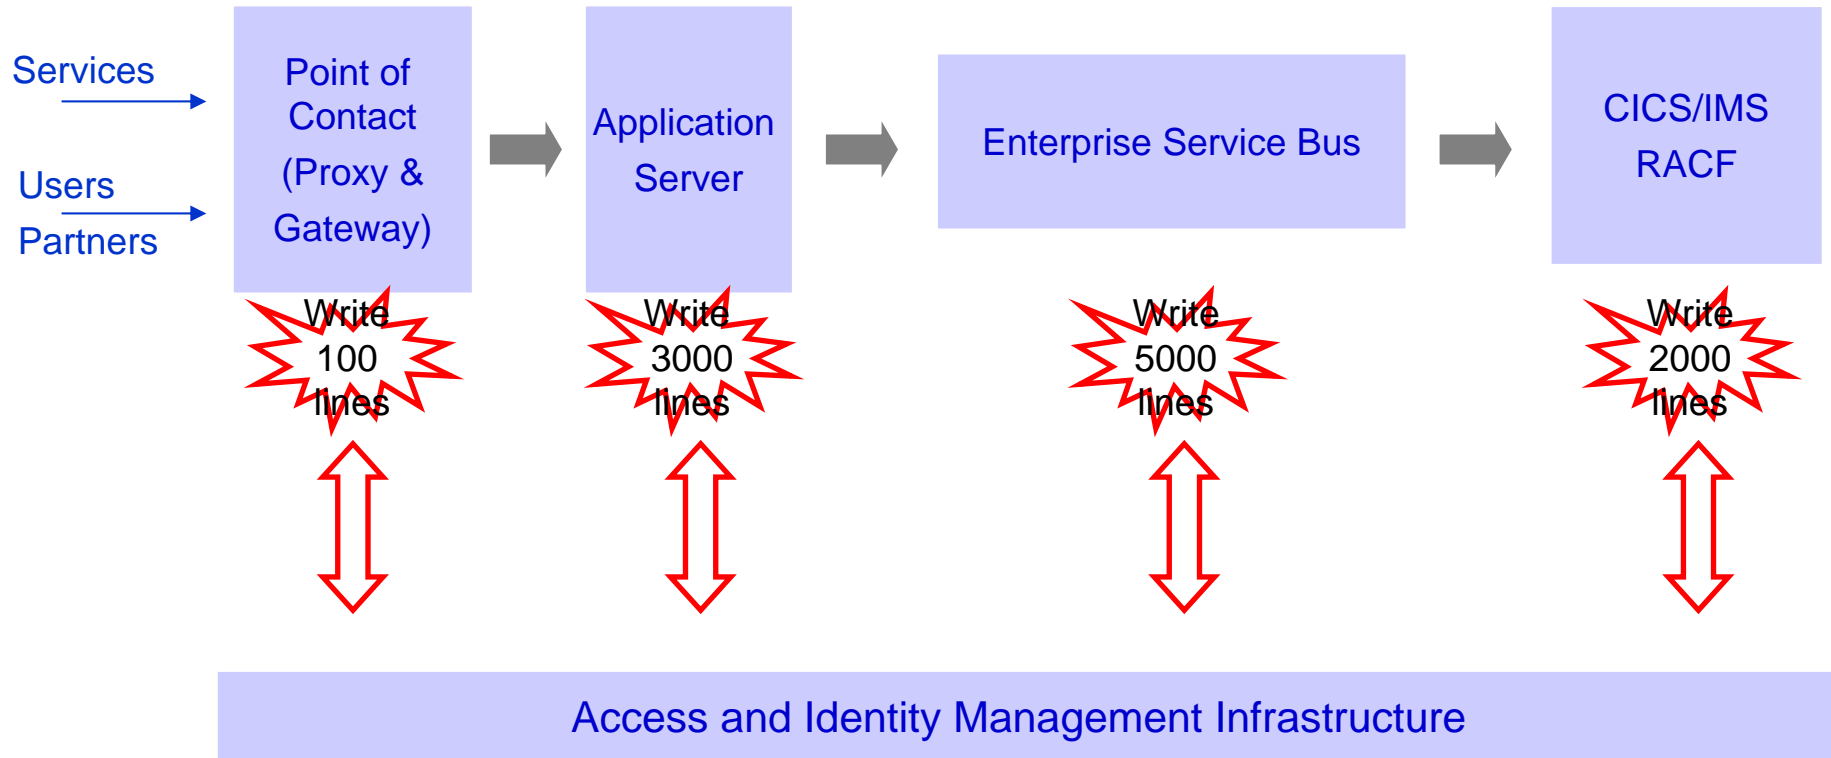 Services
Users
Partners
Point of
Contact
(Proxy &
Gateway)
Application
Server
Enterprise Service Bus
CICS/IMS
RACF
Write
100
lines
Write
3000
lines
Write
5000
lines
Write
2000
lines
Access and Identity Management Infrastructure